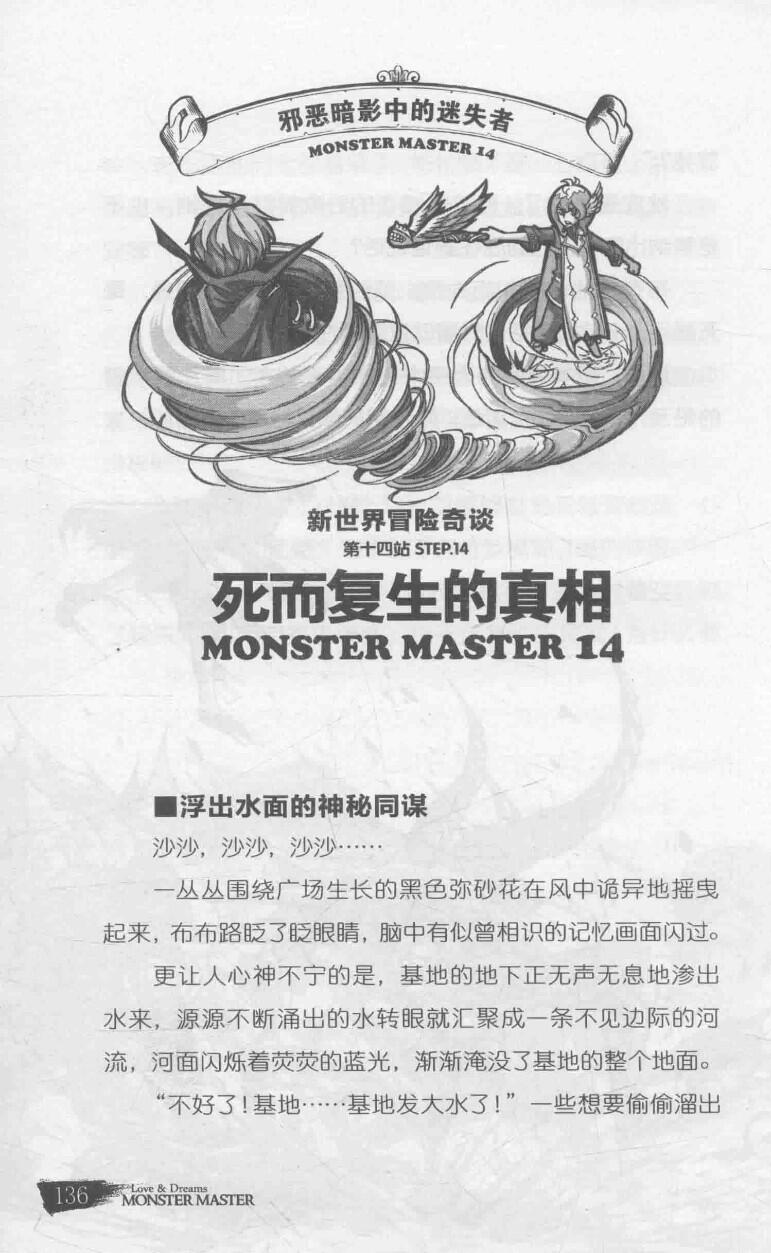 邪恶暗影中的迷失者
MONSTER MASTER 14
新世界冒险奇谈
第十四站 STEP.14
死而复生的真相
MONSTER MASTER 14
■浮出水面的神秘同谋
沙沙，沙沙，沙沙……
一丛丛围绕广场生长的黑色弥砂花在风中诡异地摇曳
起来，布布路眨了眨眼睛，脑中有似曾相识的记忆画面闪过。
更让人心神不宁的是，基地的地下正无声无息地渗出
水来，源源不断涌出的水转眼就汇聚成一条不见边际的河
流，河面闪烁着荧荧的蓝光，渐渐淹没了基地的整个地面。
“不好了！基地……基地发大水了！”一些想要偷偷溜出
136
Love & Dreams
MONSTER MASTER